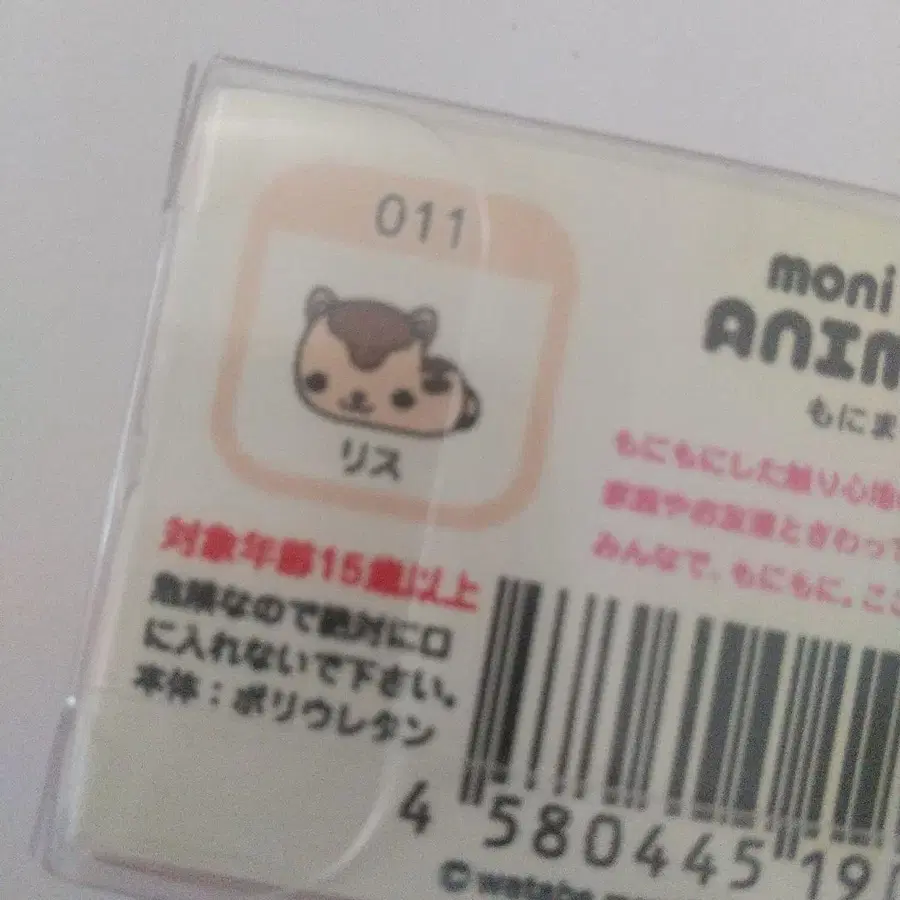 011
リス
対象年齢15歳以上
危険なので絶対に口
に入れないで下さい。
本体：ポリウレタン
moni
ANIM
もにま
もにもにした触り心地
家族やお友達とさわって
みんなで、もにもに。ここ
4 580445 19
©